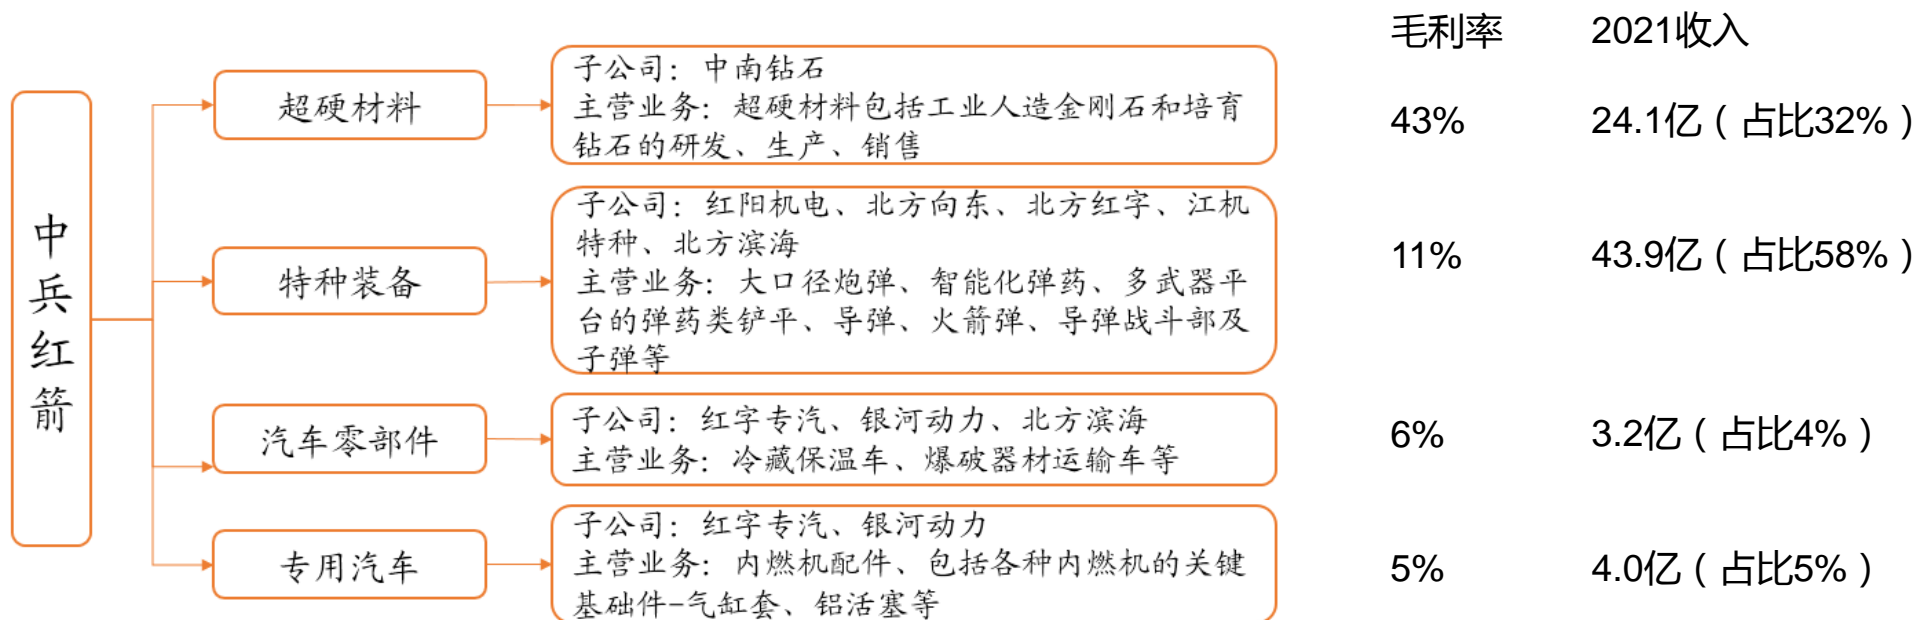 毛利率 2021收入
中兵红箭
超硬材料
子公司：中南钻石
主营业务：超硬材料包括工业人造金刚石和培育
钻石的研发、生产、销售
43% 24.1亿（占比32%）
特种装备
子公司：红阳机电、北方向东、北方红宇、江机
特种、北方滨海
主营业务：大口径炮弹、智能化弹药、多武器平
台的弹药类铲平、导弹、火箭弹、导弹战斗部及
子弹等
11% 43.9亿（占比58%）
汽车零部件
子公司：红字专汽、银河动力、北方滨海
主营业务：冷藏保温车、爆破器材运输车等
6% 3.2亿（占比4%）
专用汽车
子公司：红字专汽、银河动力
主营业务：内燃机配件、包括各种内燃机的关键
基础件-气缸套、铝活塞等
5% 4.0亿（占比5%）